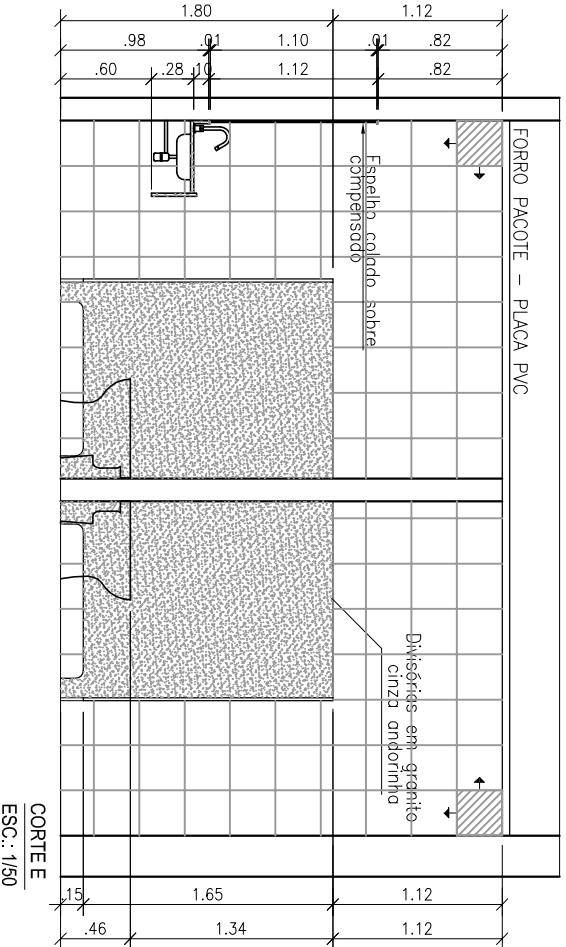 1.80
1.12
.98
.01
1.10
.01
.82
.60
.28
.10
1.12
.82
FORRO PACOTE – PLACA PVC
Espelho colado sobre
compensado
Divisórias em granito
cinza andorinha
CORTE E
ESC.: 1/50
.15
1.65
1.12
.46
1.34
1.12